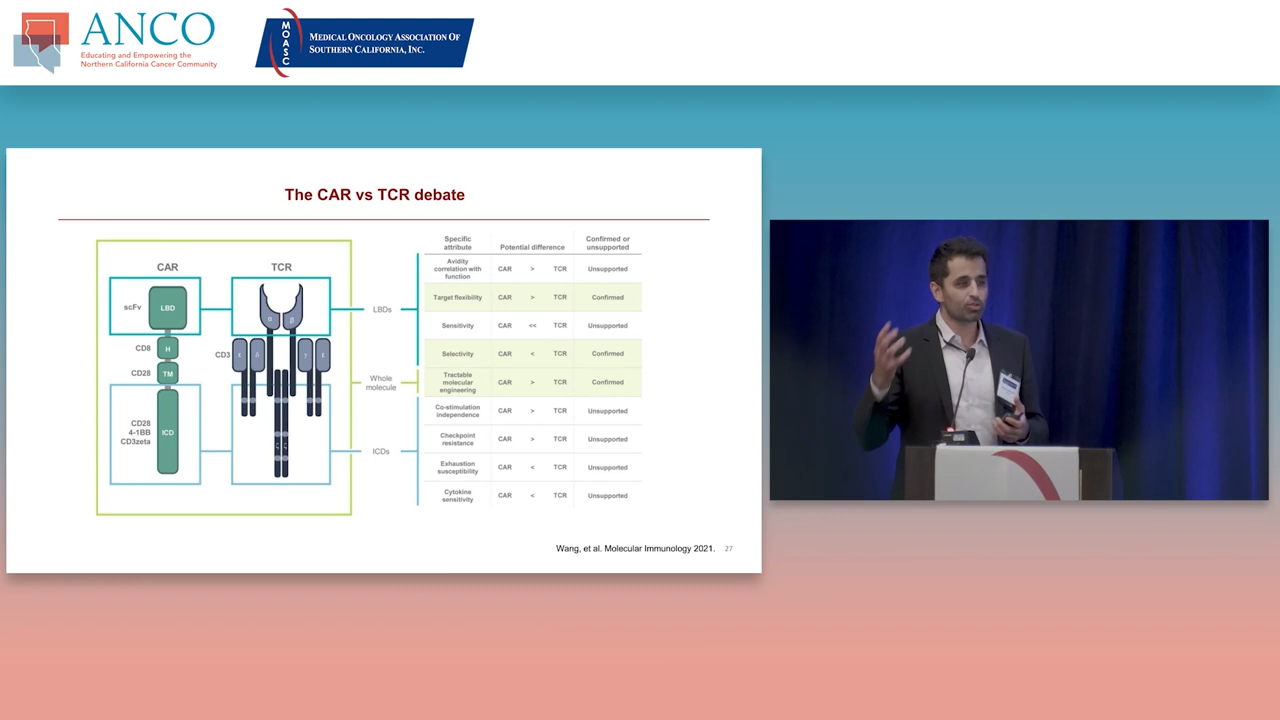 ANCO
Educating and Empowering the
Northern California Cancer Community
MOASC
MEDICAL ONCOLOGY ASSOCIATION OF
SOUTHERN CALIFORNIA, INC.
The CAR vs TCR debate
CAR
TCR
scFv
LBD
α
β
LBDs
CD8
H
CD3
ε
δ
γ
ε
CD28
TM
Whole
molecule
CD28
4-1BB
CD3zeta
ICD
ICDs
Specific
attribute
Potential difference
Confirmed or
unsupported
Avidity
correlation with
function
CAR > TCR
Unsupported
Target flexibility
CAR > TCR
Confirmed
Sensitivity
CAR << TCR
Unsupported
Selectivity
CAR < TCR
Confirmed
Tractable
molecular
engineering
CAR > TCR
Confirmed
Co-stimulation
independence
CAR > TCR
Unsupported
Checkpoint
resistance
CAR > TCR
Unsupported
Exhaustion
susceptibility
CAR < TCR
Unsupported
Cytokine
sensitivity
CAR < TCR
Unsupported
Wang, et al. Molecular Immunology 2021.
27